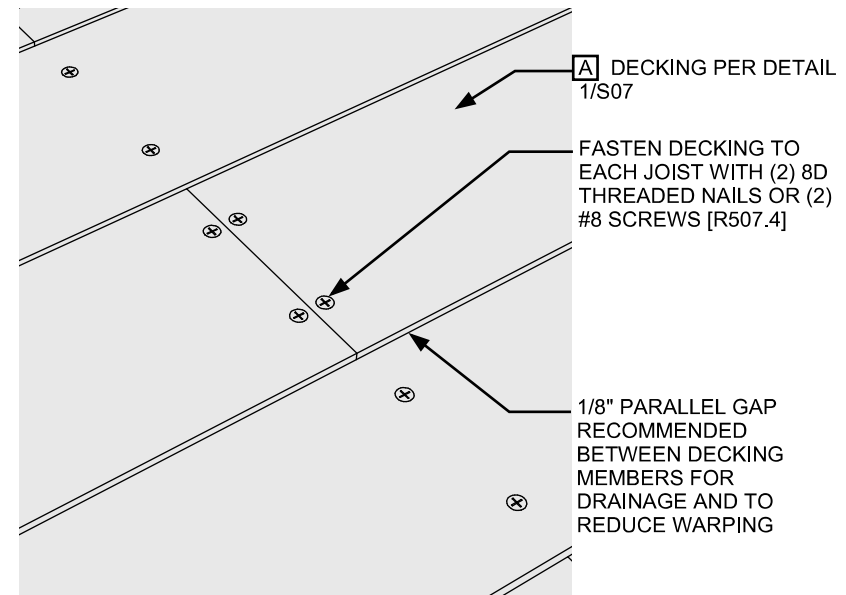 A DECKING PER DETAIL
1/S07
FASTEN DECKING TO
EACH JOIST WITH (2) 8D
THREADED NAILS OR (2)
#8 SCREWS [R507.4]
1/8" PARALLEL GAP
RECOMMENDED
BETWEEN DECKING
MEMBERS FOR
DRAINAGE AND TO
REDUCE WARPING